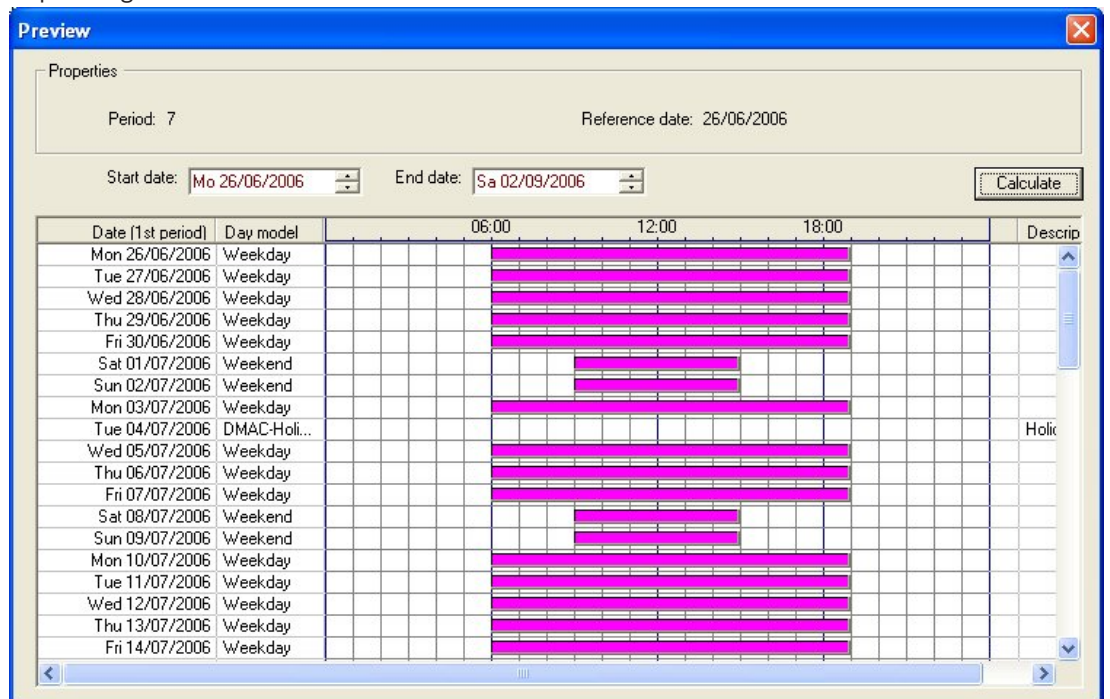 Preview
Properties
Period: 7 Reference date: 26/06/2006
Start date: Mo 26/06/2006 End date: Sa 02/09/2006 Calculate
Date (1st period) Day model 06:00 12:00 18:00 Descrip
Mon 26/06/2006 Weekday
Tue 27/06/2006 Weekday
Wed 28/06/2006 Weekday
Thu 29/06/2006 Weekday
Fri 30/06/2006 Weekday
Sat 01/07/2006 Weekend
Sun 02/07/2006 Weekend
Mon 03/07/2006 Weekday
Tue 04/07/2006 DMAC-Holi... Holic
Wed 05/07/2006 Weekday
Thu 06/07/2006 Weekday
Fri 07/07/2006 Weekday
Sat 08/07/2006 Weekend
Sun 09/07/2006 Weekend
Mon 10/07/2006 Weekday
Tue 11/07/2006 Weekday
Wed 12/07/2006 Weekday
Thu 13/07/2006 Weekday
Fri 14/07/2006 Weekday